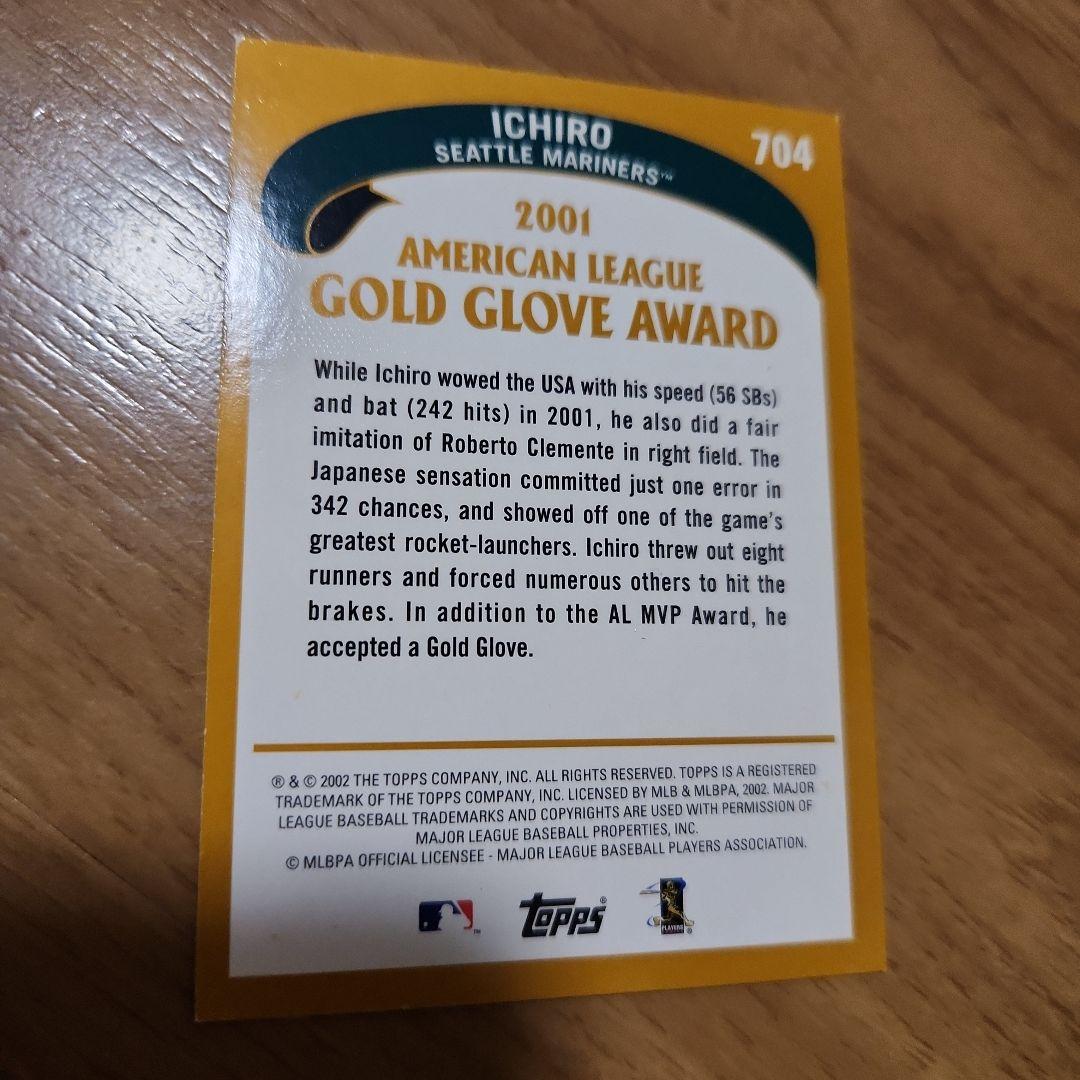 ICHIRO
704
SEATTLE MARINERS™
2001
AMERICAN LEAGUE
GOLD GLOVE AWARD
While Ichiro wowed the USA with his speed (56 SBs)
and bat (242 hits) in 2001, he also did a fair
imitation of Roberto Clemente in right field. The
Japanese sensation committed just one error in
342 chances, and showed off one of the game's
greatest rocket-launchers. Ichiro threw out eight
runners and forced numerous others to hit the
brakes. In addition to the AL MVP Award, he
accepted a Gold Glove.
® & © 2002 THE TOPPS COMPANY, INC. ALL RIGHTS RESERVED. TOPPS IS A REGISTERED
TRADEMARK OF THE TOPPS COMPANY, INC. LICENSED BY MLB & MLBPA, 2002. MAJOR
LEAGUE BASEBALL TRADEMARKS AND COPYRIGHTS ARE USED WITH PERMISSION OF
MAJOR LEAGUE BASEBALL PROPERTIES, INC.
© MLBPA OFFICIAL LICENSEE - MAJOR LEAGUE BASEBALL PLAYERS ASSOCIATION.
™ topps® PLAYERS ®